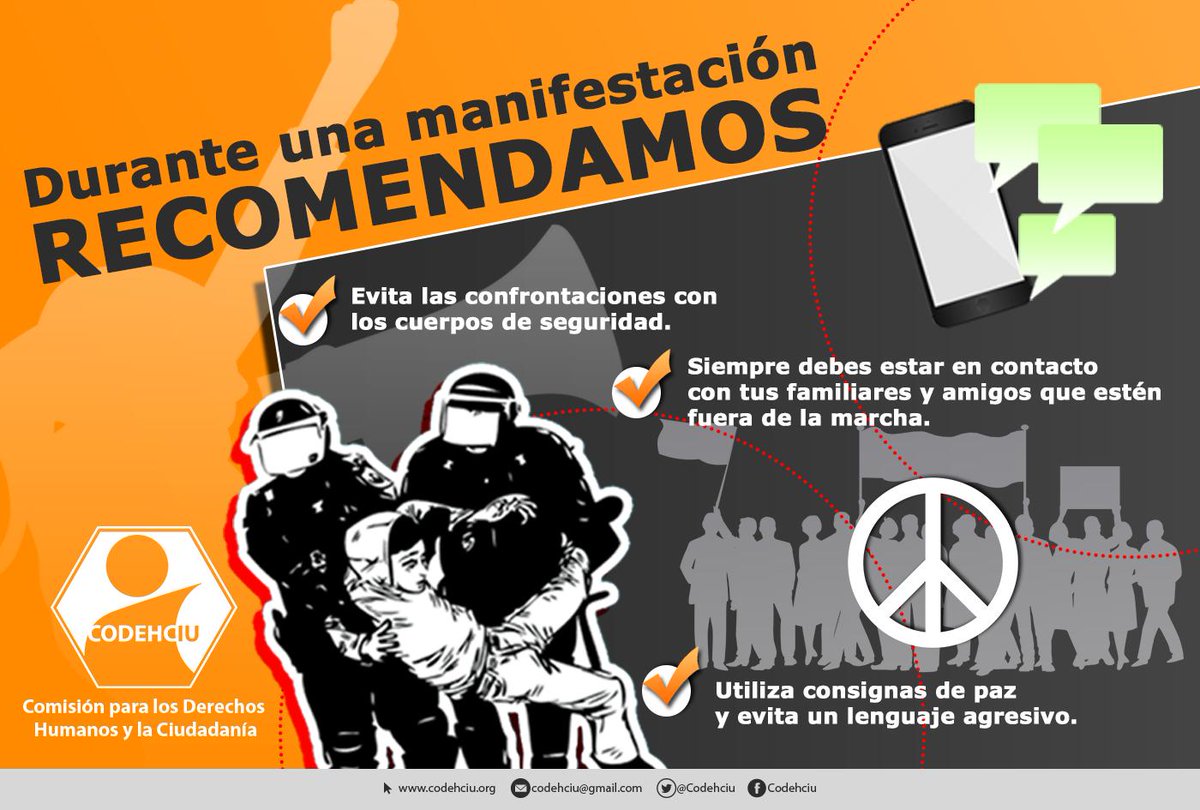 Durante una manifestación
RECOMENDAMOS
Evita las confrontaciones con
los cuerpos de seguridad.
Siempre debes estar en contacto
con tus familiares y amigos que estén
fuera de la marcha.
Utiliza consignas de paz
y evita un lenguaje agresivo.
CODEHCIU
Comisión para los Derechos
Humanos y la Ciudadanía
www.codehciu.org codehciu@gmail.com @Codehciu Codehciu